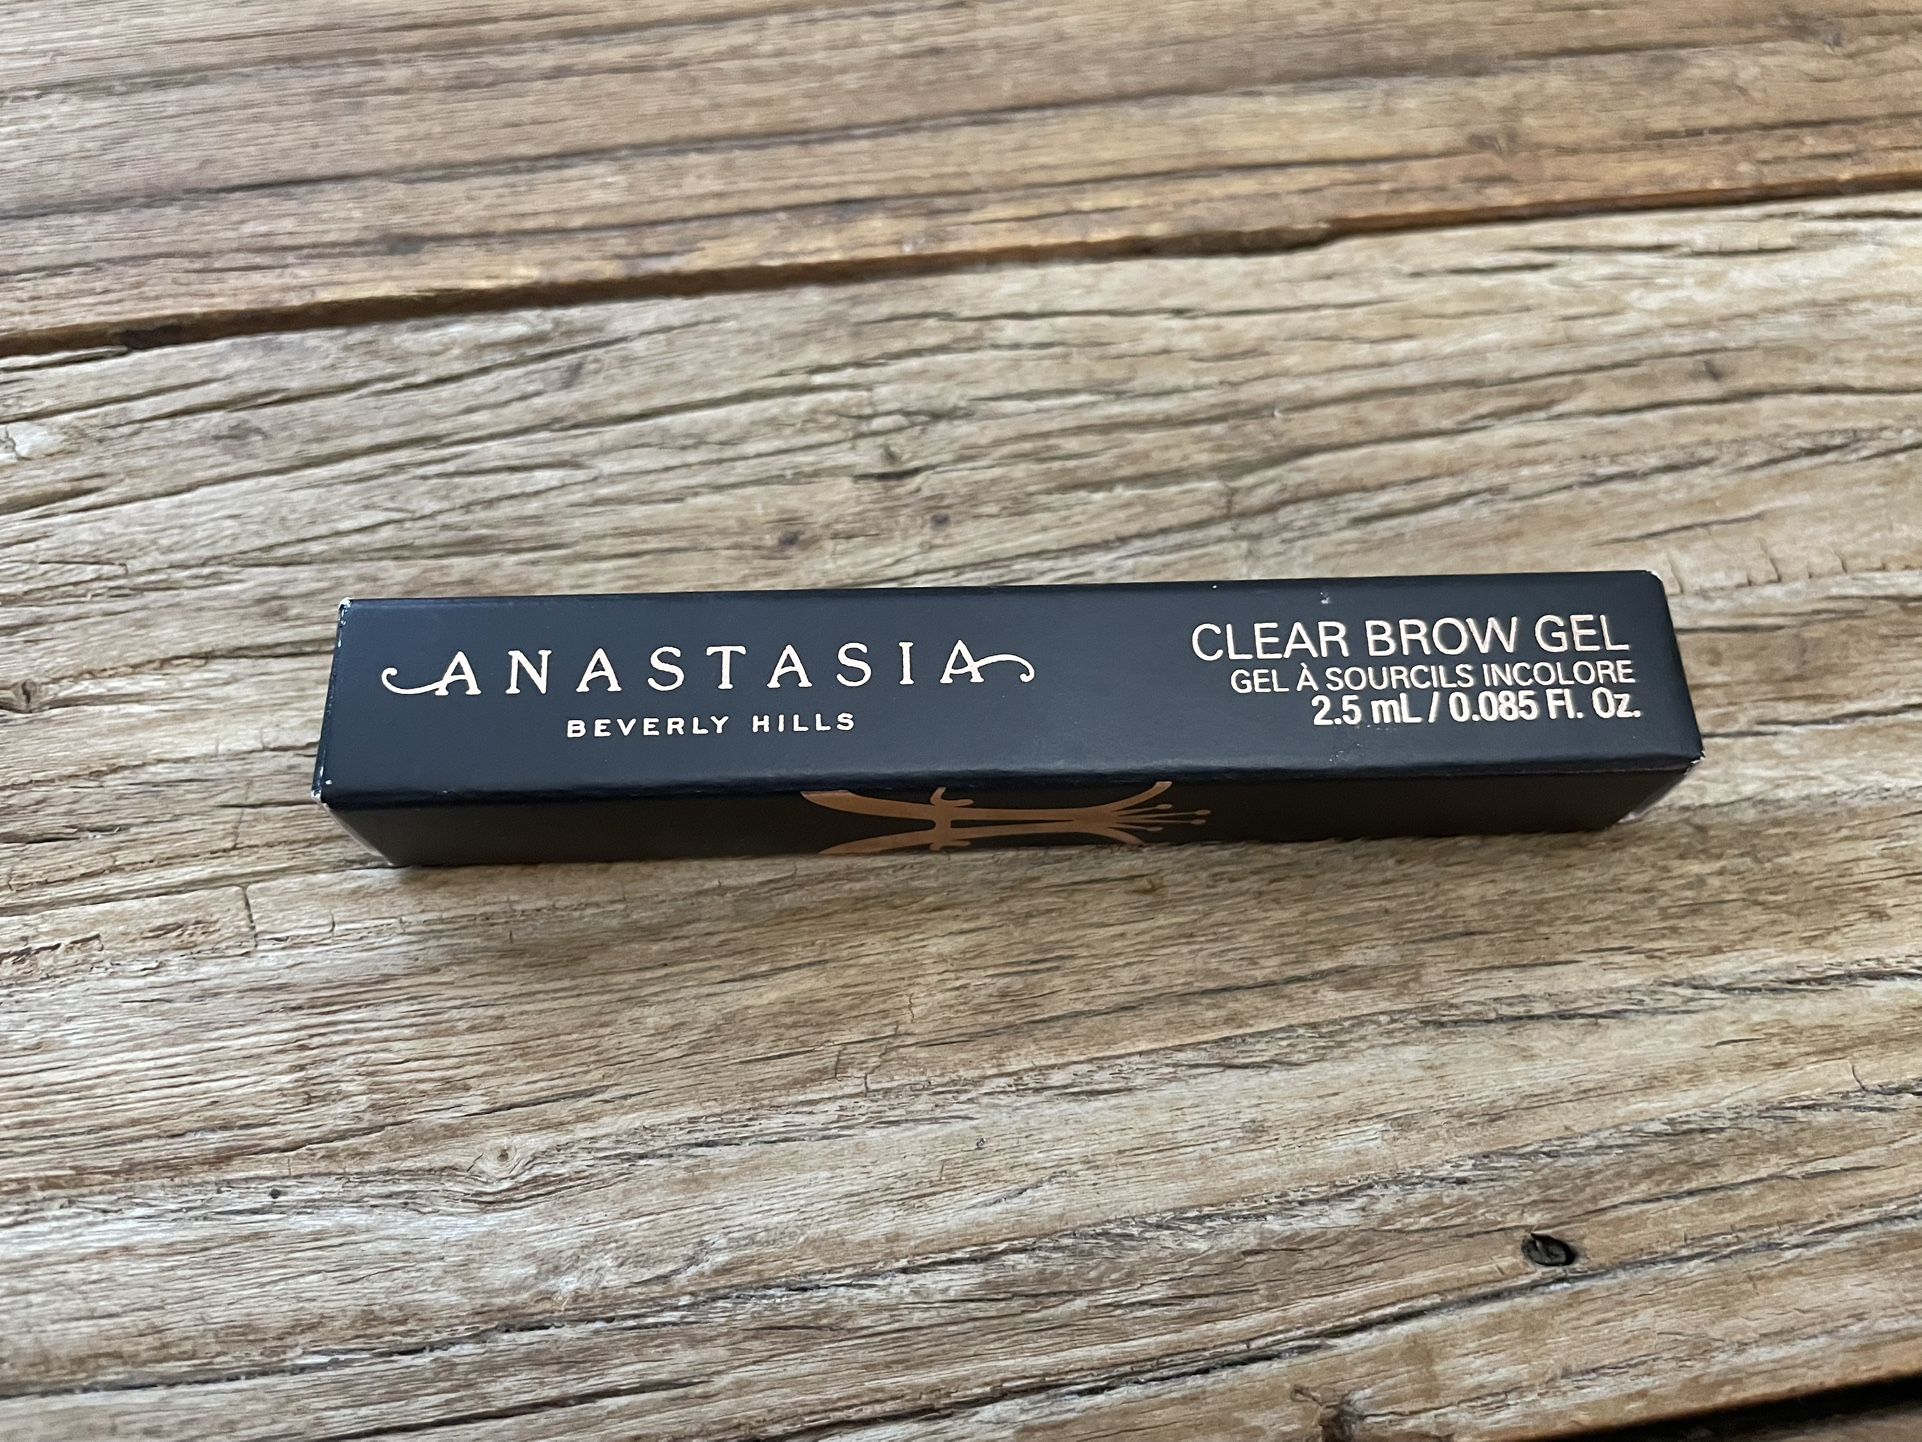 ANASTASIA
BEVERLY HILLS
CLEAR BROW GEL
GEL À SOURCILS INCOLORE
2.5 mL / 0.085 Fl. Oz.